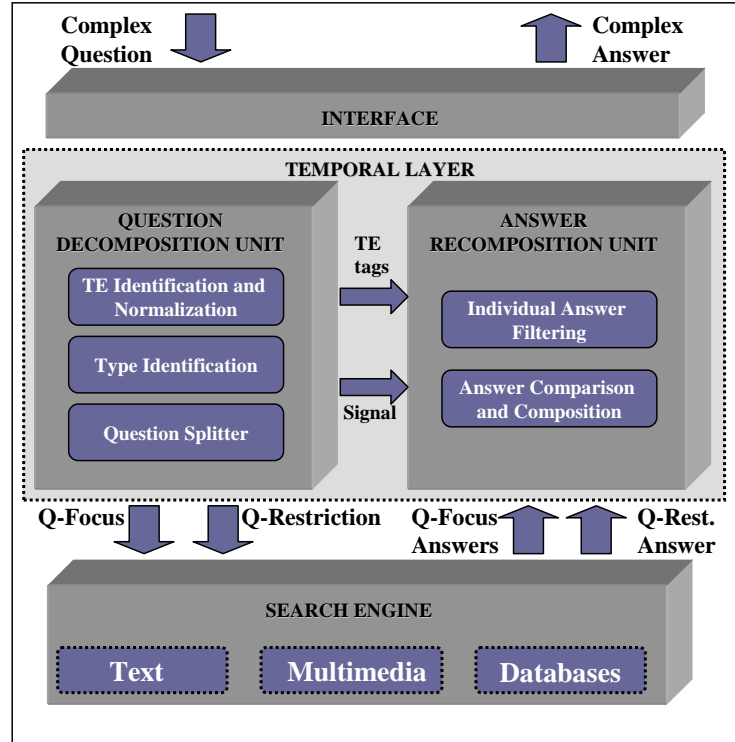 Complex
Question
Complex
Answer
INTERFACE
TEMPORAL LAYER
QUESTION
DECOMPOSITION UNIT
TE Identification and
Normalization
Type Identification
Question Splitter
TE
tags
Signal
ANSWER
RECOMPOSITION UNIT
Individual Answer
Filtering
Answer Comparison
and Composition
Q-Focus
Q-Restriction
Q-Focus
Answers
Q-Rest.
Answer
SEARCH ENGINE
Text
Multimedia
Databases